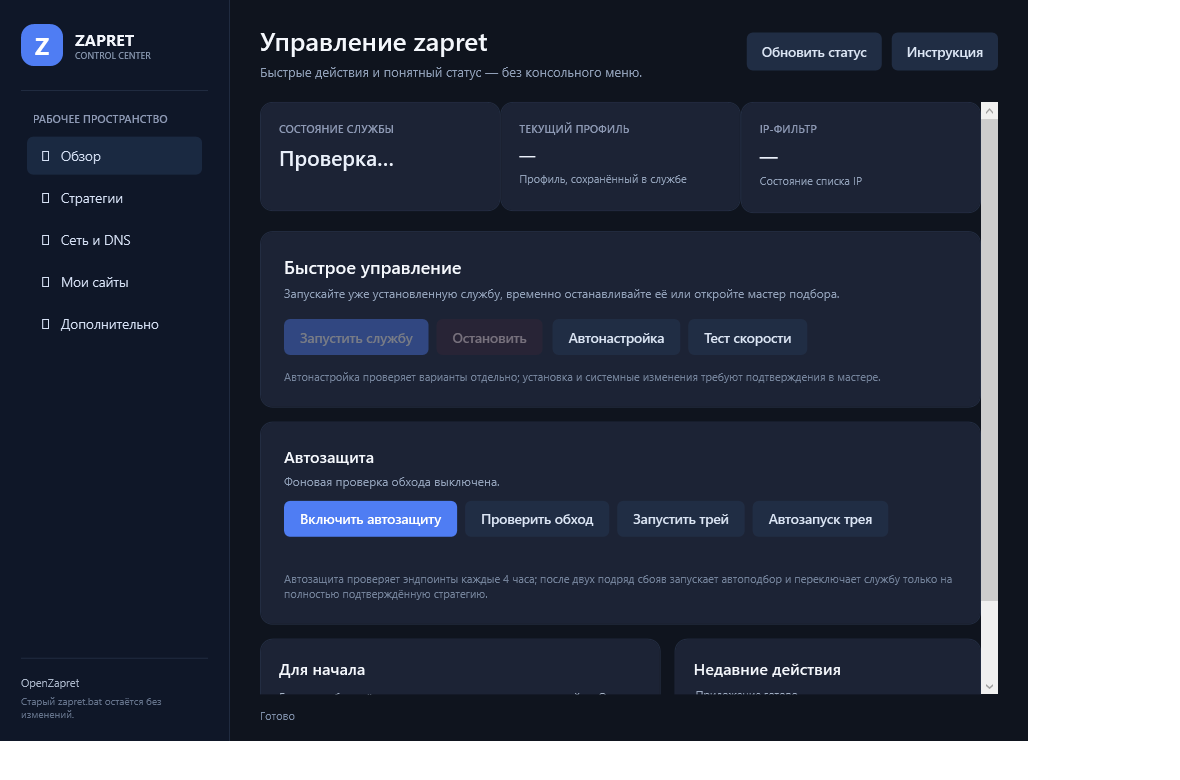 Z
ZAPRET
CONTROL CENTER
РАБОЧЕЕ ПРОСТРАНСТВО
Обзор
Стратегии
Сеть и DNS
Мои сайты
Дополнительно
OpenZapret
Старый zapret.bat остаётся без
изменений.
Управление zapret
Быстрые действия и понятный статус — без консольного меню.
Обновить статус
Инструкция
СОСТОЯНИЕ СЛУЖБЫ
Проверка...
ТЕКУЩИЙ ПРОФИЛЬ
—
Профиль, сохранённый в службе
IP-ФИЛЬТР
—
Состояние списка IP
Быстрое управление
Запускайте уже установленную службу, временно останавливайте её или откройте мастер подбора.
Запустить службу
Остановить
Автонастройка
Тест скорости
Автонастройка проверяет варианты отдельно; установка и системные изменения требуют подтверждения в мастере.
Автозащита
Фоновая проверка обхода выключена.
Включить автозащиту
Проверить обход
Запустить трей
Автозапуск трея
Автозащита проверяет эндпоинты каждые 4 часа; после двух подряд сбояв запускает автоподбор и переключает службу только на
полностью подтверждённую стратегию.
Для начала
Недавние действия
Приложение готово
Готово